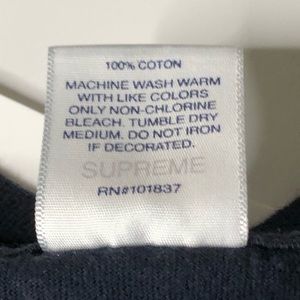 100% COTON
MACHINE WASH WARM
WITH LIKE COLORS
ONLY NON-CHLORINE
BLEACH. TUMBLE DRY
MEDIUM. DO NOT IRON
IF DECORATED.
SUPREME
RN#101837